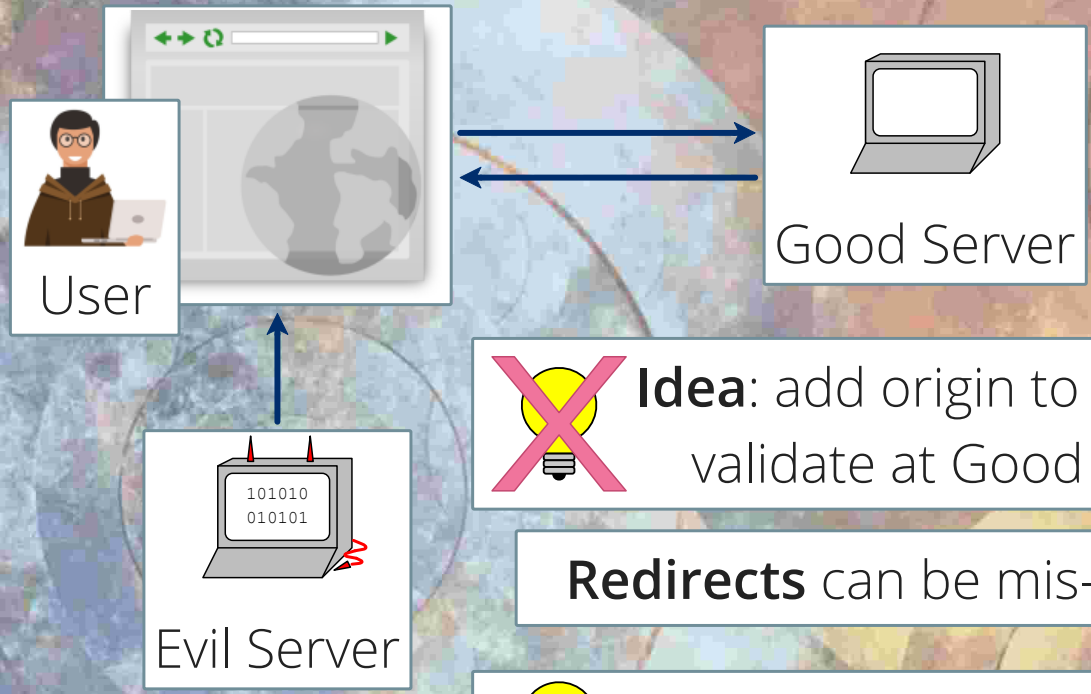 User
Good Server
Idea: add origin to
validate at Good
Redirects can be mis-
101010
010101
Evil Server